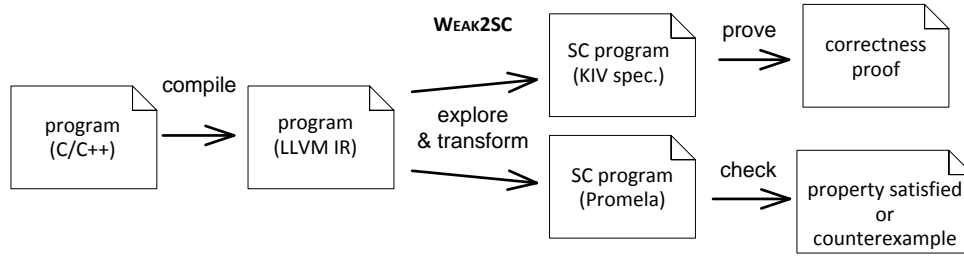 WEAK2SC
program
(C/C++)
compile
program
(LLVM IR)
explore
& transform
SC program
(KIV spec.)
prove
correctness
proof
SC program
(Promela)
check
property satisfied
or
counterexample